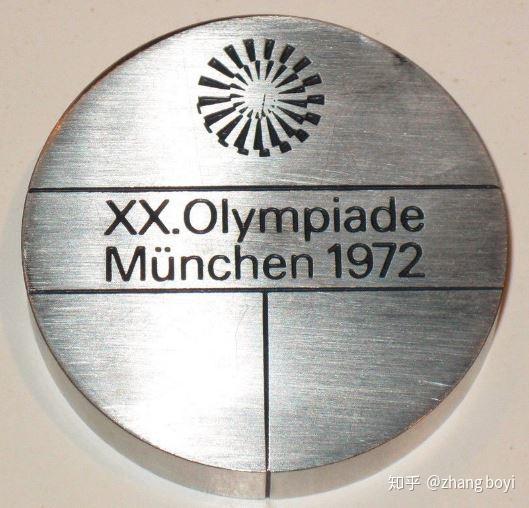 XX.Olympiade
München 1972
知乎 @zhang boyi